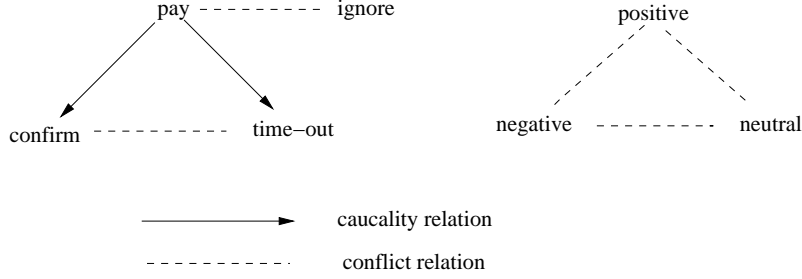 pay ignore positive
confirm time-out negative neutral
caucality relation
conflict relation